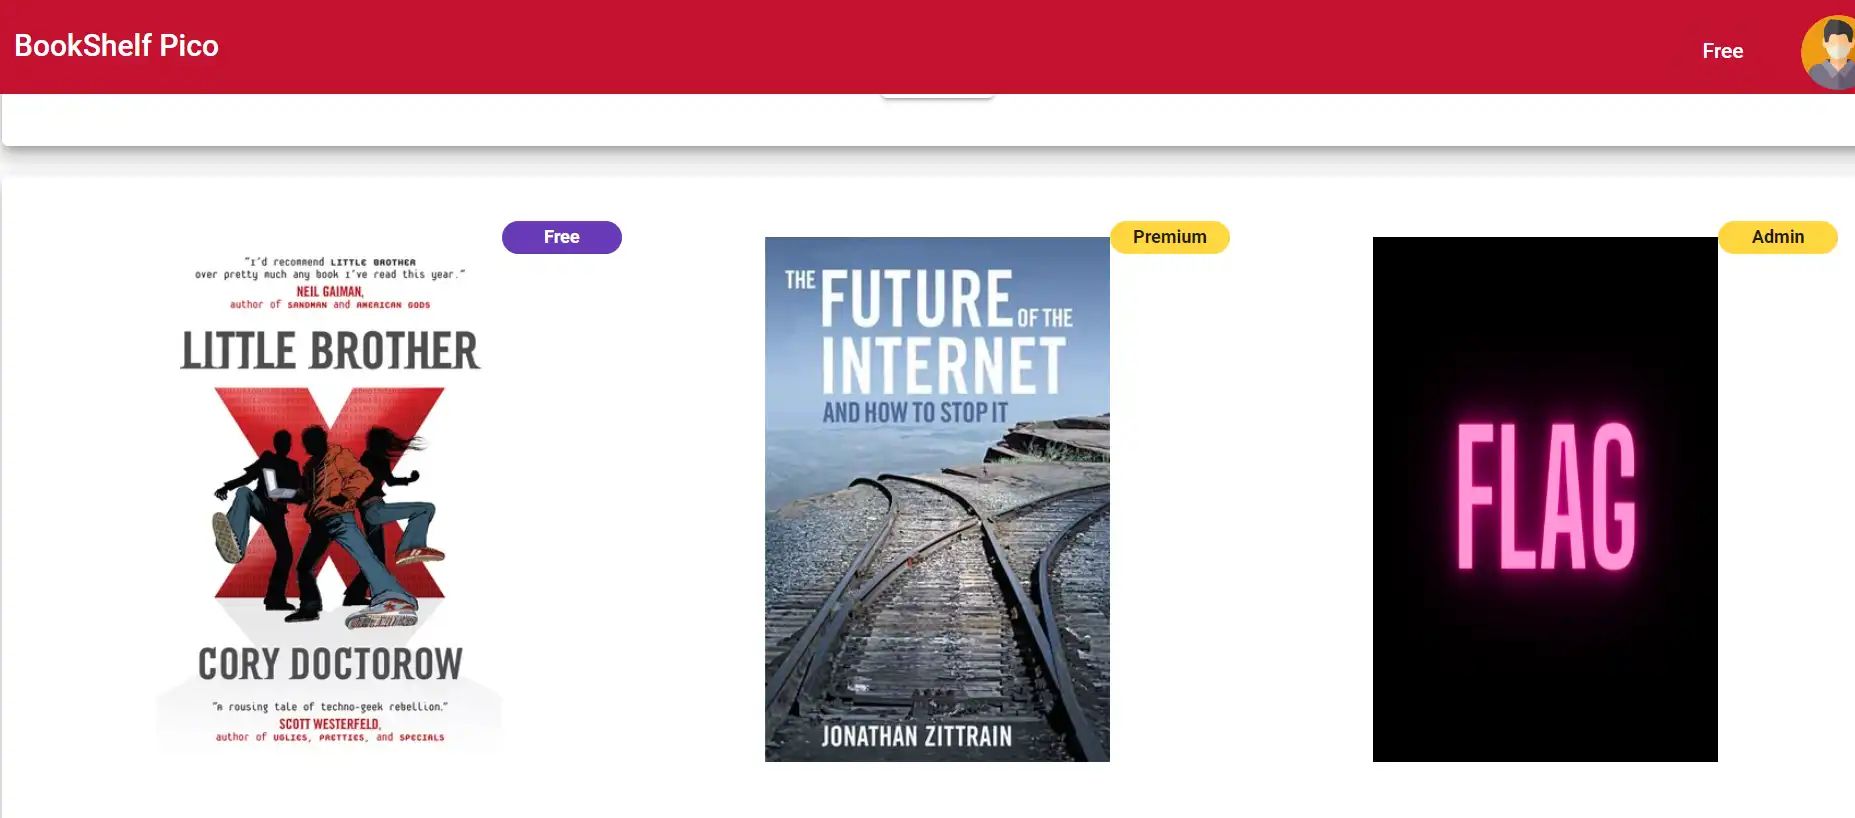 BookShelf Pico
Free
Free
"I'd recommend LITTLE BROTHER
over pretty much any book I've read this year."
NEIL GAIMAN,
author of SANDMAN and AMERICAN GODS
LITTLE BROTHER
CORY DOCTOROW
"A rousing tale of techno-geek rebellion."
SCOTT WESTERFELD,
author of UGLIES, PRETTIES, and SPECIALS
Premium
THE FUTURE OF THE
INTERNET
AND HOW TO STOP IT
JONATHAN ZITTRAIN
Admin
FLAG